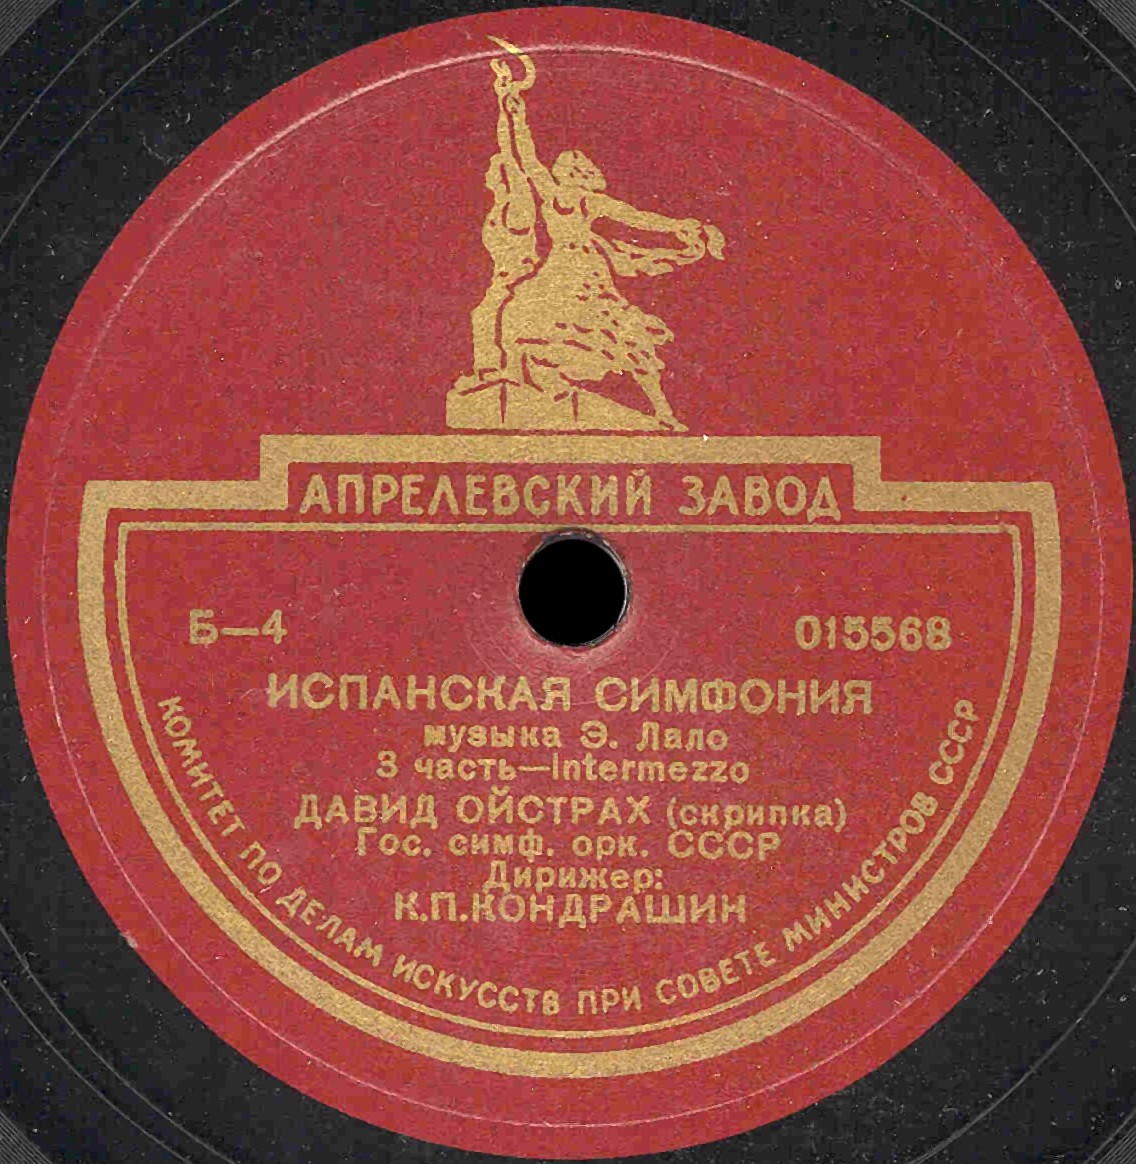 АПРЕЛЕВСКИЙ ЗАВОД
Б—4
015568
ИСПАНСКАЯ СИМФОНИЯ
музыка Э. Лало
3 часть—Intermezzo
ДАВИД ОЙСТРАХ (скрипка)
Гос. симф. орк. СССР
Дирижер:
К.П.КОНДРАШИН
КОМИТЕТ ПО ДЕЛАМ ИСКУССТВ ПРИ СОВЕТЕ МИНИСТРОВ СССР